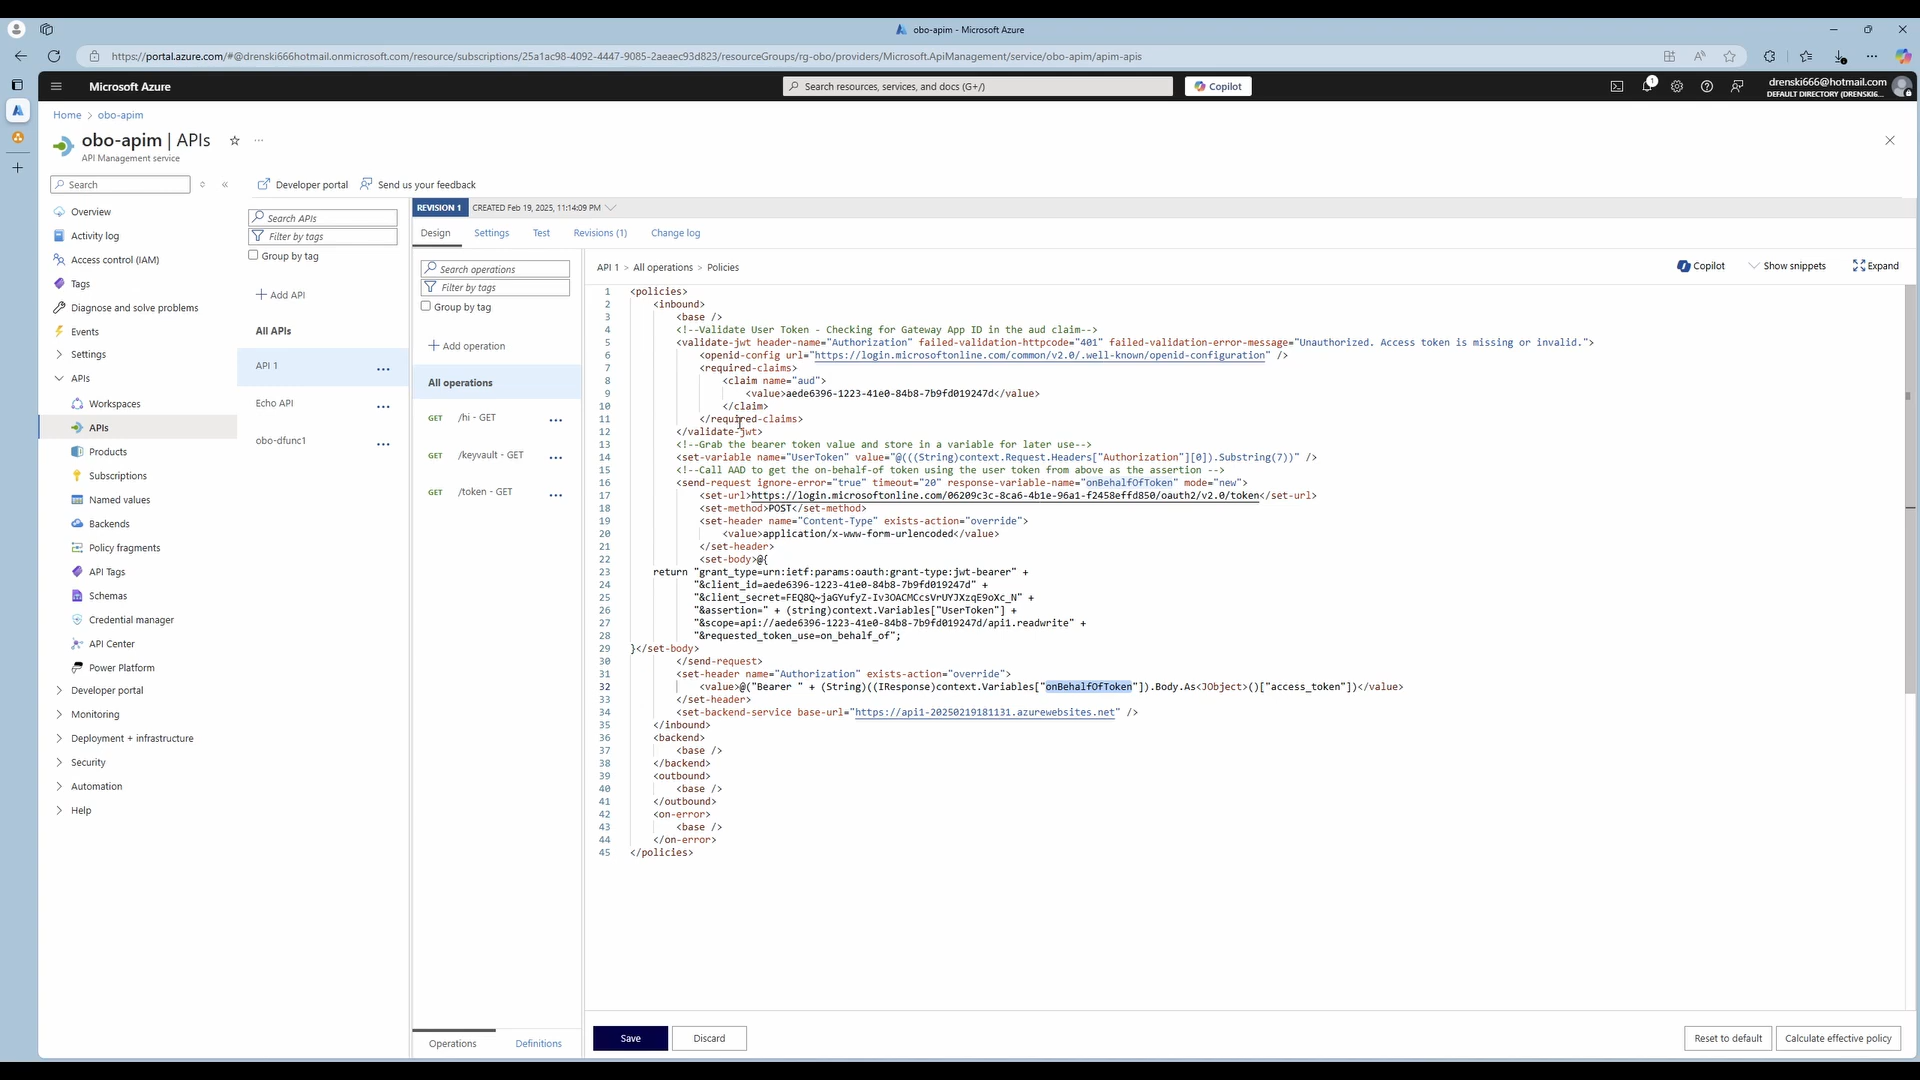 obo-apim - Microsoft Azure
https://portal.azure.com/#@drenski666hotmail.onmicrosoft.com/resource/subscriptions/25a1ac98-4092-4447-9085-2aeaec93d823/resourceGroups/rg-obo/providers/Microsoft.ApiManagement/service/obo-apim/apim-apis
Microsoft Azure
Search resources, services, and docs (G+/)
Copilot
1
drenski666@hotmail.com
DEFAULT DIRECTORY (DRENSKI6...
Home > obo-apim
obo-apim | APIs
API Management service
Search
Developer portal
Send us your feedback
Overview
Activity log
Access control (IAM)
Tags
Diagnose and solve problems
Events
Settings
APIs
Workspaces
APIs
Products
Subscriptions
Named values
Backends
Policy fragments
API Tags
Schemas
Credential manager
API Center
Power Platform
Developer portal
Monitoring
Deployment + infrastructure
Security
Automation
Help
Search APIs
Filter by tags
Group by tag
Add API
All APIs
API 1
Echo API
obo-dfunc1
REVISION 1
CREATED Feb 19, 2025, 11:14:09 PM
Design
Settings
Test
Revisions (1)
Change log
Search operations
Filter by tags
Group by tag
Add operation
All operations
GET /hi - GET
GET /keyvault - GET
GET /token - GET
Operations
Definitions
API 1 > All operations > Policies
Copilot
Show snippets
Expand
1 <policies>
2 <inbound>
3 <base />
4 <!--Validate User Token - Checking for Gateway App ID in the aud claim-->
5 <validate-jwt header-name="Authorization" failed-validation-httpcode="401" failed-validation-error-message="Unauthorized. Access token is missing or invalid.">
6 <openid-config url="https://login.microsoftonline.com/common/v2.0/.well-known/openid-configuration" />
7 <required-claims>
8 <claim name="aud">
9 <value>aede6396-1223-41e0-84b8-7b9fd019247d</value>
10 </claim>
11 </required-claims>
12 </validate-jwt>
13 <!--Grab the bearer token value and store in a variable for later use-->
14 <set-variable name="UserToken" value="@(((String)context.Request.Headers["Authorization"][0]).Substring(7))" />
15 <!--Call AAD to get the on-behalf-of token using the user token from above as the assertion -->
16 <send-request ignore-error="true" timeout="20" response-variable-name="onBehalfOfToken" mode="new">
17 <set-url>https://login.microsoftonline.com/06209c3c-8ca6-4b1e-96a1-f2458effd850/oauth2/v2.0/token</set-url>
18 <set-method>POST</set-method>
19 <set-header name="Content-Type" exists-action="override">
20 <value>application/x-www-form-urlencoded</value>
21 </set-header>
22 <set-body>@{
23 return "grant_type=urn:ietf:params:oauth:grant-type:jwt-bearer" +
24 "&client_id=aede6396-1223-41e0-84b8-7b9fd019247d" +
25 "&client_secret=FEQ8Q~jaGYufyZ-Iv3OACMCcsVrUYJXzqE9oXc_N" +
26 "&assertion=" + (string)context.Variables["UserToken"] +
27 "&scope=api://aede6396-1223-41e0-84b8-7b9fd019247d/api1.readwrite" +
28 "&requested_token_use=on_behalf_of";
29 }</set-body>
30 </send-request>
31 <set-header name="Authorization" exists-action="override">
32 <value>@("Bearer " + (String)((IResponse)context.Variables["onBehalfOfToken"]).Body.As<JObject>()["access_token"])</value>
33 </set-header>
34 <set-backend-service base-url="https://api1-20250219181131.azurewebsites.net" />
35 </inbound>
36 <backend>
37 <base />
38 </backend>
39 <outbound>
40 <base />
41 </outbound>
42 <on-error>
43 <base />
44 </on-error>
45 </policies>
Save
Discard
Reset to default
Calculate effective policy